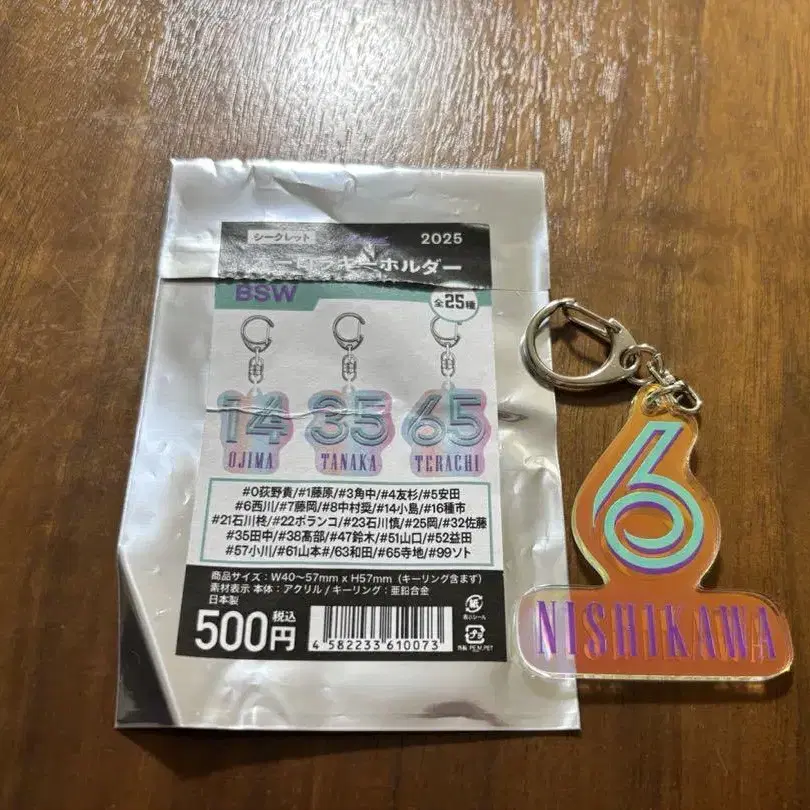 シークレット
2025
キーホルダー
BSW
全25種
14 35 65
OJIMA TANAKA TERACHI
#0荻野貴/#1藤原/#3角中/#4友杉/#5安田
#6西川/#7藤岡/#8中村奨/#14小島/#16種市
#21石川柊/#22ポランコ/#23石川慎/#25岡/#32佐藤
#35田中/#38髙部/#47鈴木/#51山口/#52益田
#57小川/#61山本/#63和田/#65寺地/#99ソト
商品サイズ：W40〜57mm x H57mm（キーリング含まず）
素材表示 本体：アクリル / キーリング：亜鉛合金
日本製
500円
税込
4 582233 610073
紙
プラ
6
NISHIKAWA